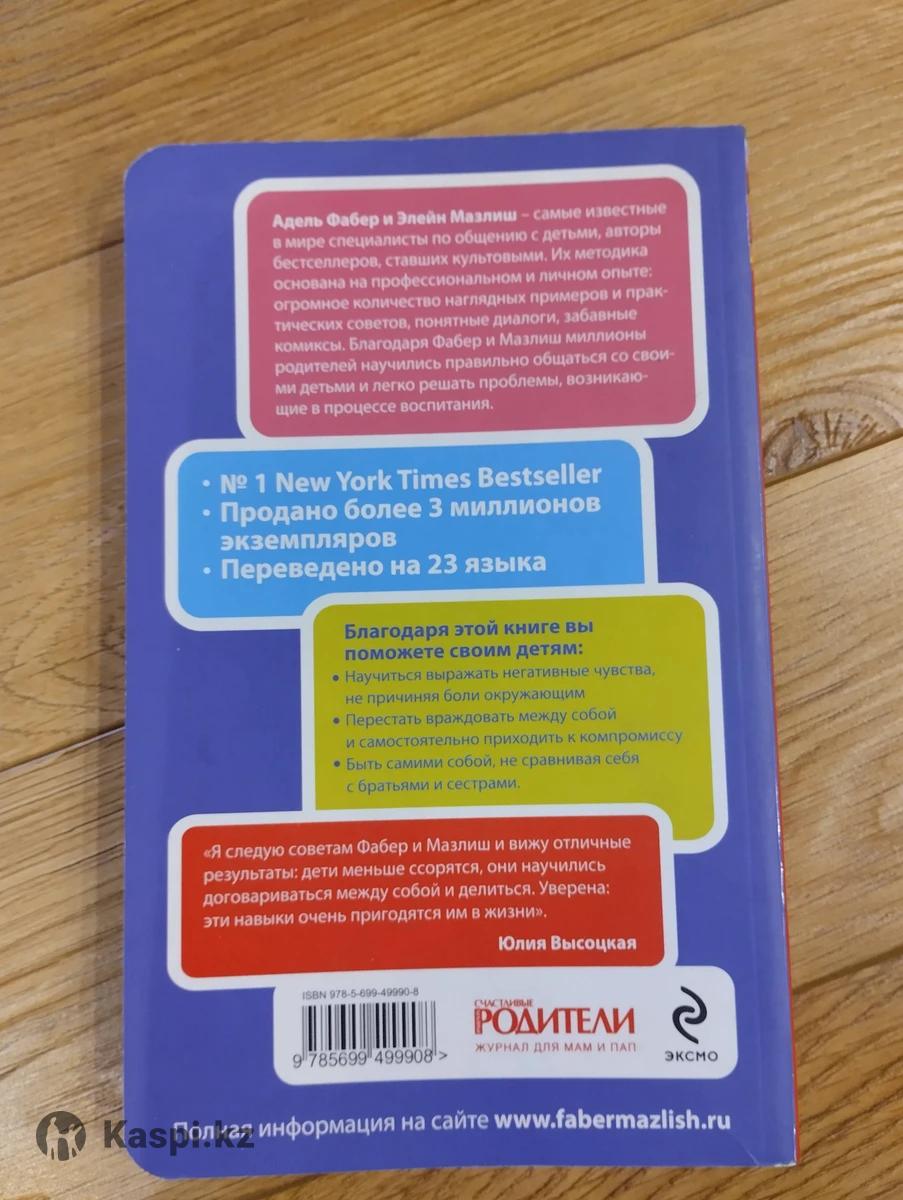 Адель Фабер и Элейн Мазлиш – самые известные
в мире специалисты по общению с детьми, авторы
бестселлеров, ставших культовыми. Их методика
основана на профессиональном и личном опыте:
огромное количество наглядных примеров и прак-
тических советов, понятные диалоги, забавные
комиксы. Благодаря Фабер и Мазлиш миллионы
родителей научились правильно общаться со свои-
ми детьми и легко решать проблемы, возникаю-
щие в процессе воспитания.
• № 1 New York Times Bestseller
• Продано более 3 миллионов
экземпляров
• Переведено на 23 языка
Благодаря этой книге вы
поможете своим детям:
• Научиться выражать негативные чувства,
не причиняя боли окружающим
• Перестать враждовать между собой
и самостоятельно приходить к компромиссу
• Быть самими собой, не сравнивая себя
с братьями и сестрами.
«Я следую советам Фабер и Мазлиш и вижу отличные
результаты: дети меньше ссорятся, они научились
договариваться между собой и делиться. Уверена:
эти навыки очень пригодятся им в жизни».
Юлия Высоцкая
ISBN 978-5-699-49990-8
9 785699 499908 >
СЧАСТЛИВЫЕ
РОДИТЕЛИ
ЖУРНАЛ ДЛЯ МАМ И ПАП
ЭКСМО
Полная информация на сайте www.fabermazlish.ru
Kaspi.kz